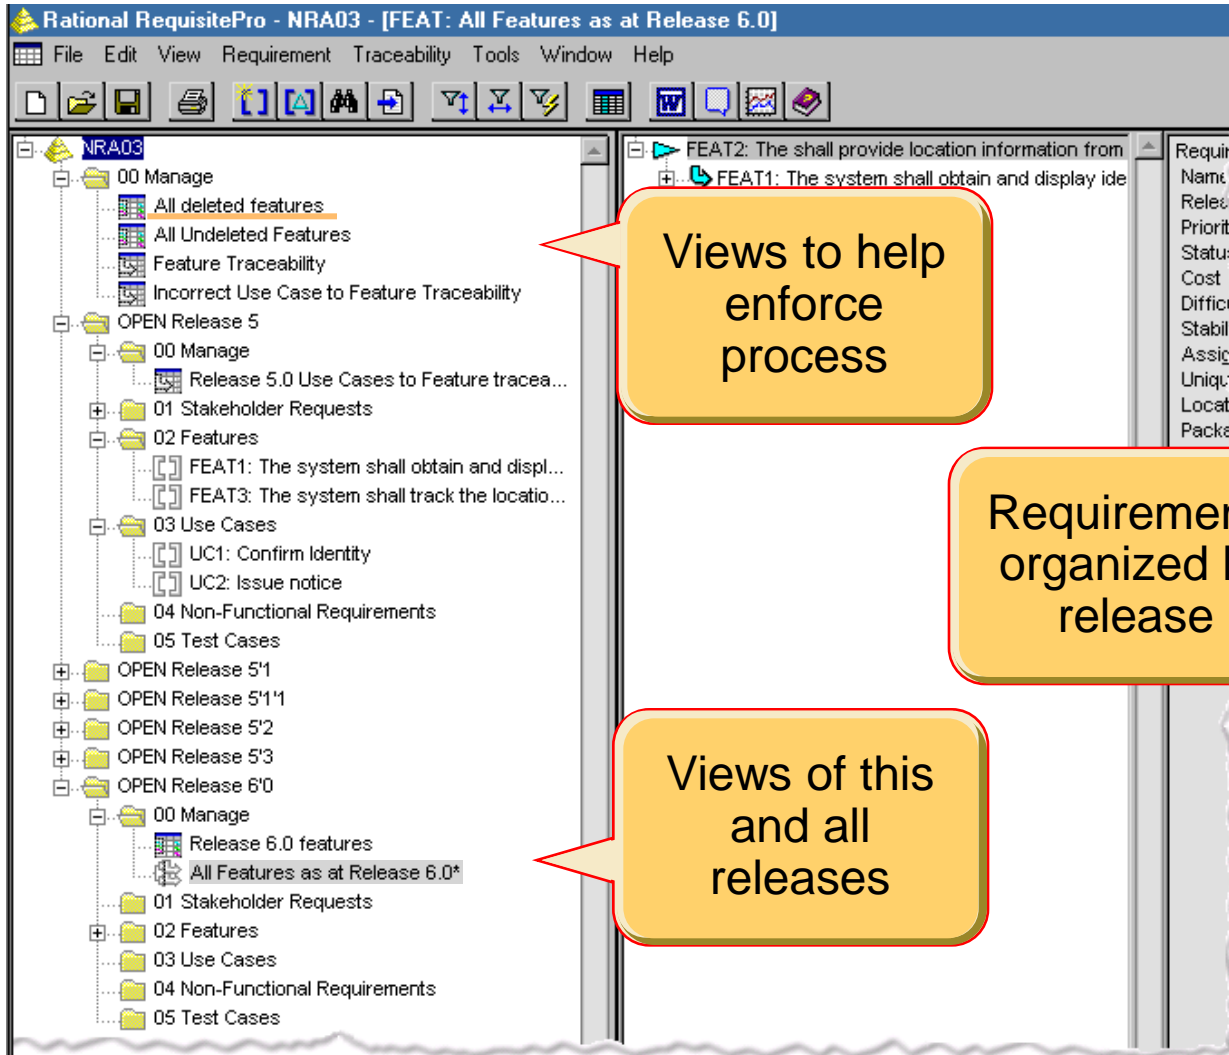 Rational RequisitePro - NRA03 - [FEAT: All Features as at Release 6.0]
File Edit View Requirement Traceability Tools Window Help
NRA03
00 Manage
All deleted features
All Undeleted Features
Feature Traceability
Incorrect Use Case to Feature Traceability
OPEN Release 5
00 Manage
Release 5.0 Use Cases to Feature tracea...
01 Stakeholder Requests
02 Features
FEAT1: The system shall obtain and displ...
FEAT3: The system shall track the locatio...
03 Use Cases
UC1: Confirm Identity
UC2: Issue notice
04 Non-Functional Requirements
05 Test Cases
OPEN Release 5'1
OPEN Release 5'1'1
OPEN Release 5'2
OPEN Release 5'3
OPEN Release 6'0
00 Manage
Release 6.0 features
All Features as at Release 6.0*
01 Stakeholder Requests
02 Features
03 Use Cases
04 Non-Functional Requirements
05 Test Cases
FEAT2: The shall provide location information from
FEAT1: The system shall obtain and display ide
Views to help
enforce
process
Views of this
and all
releases
Cost
organized
release